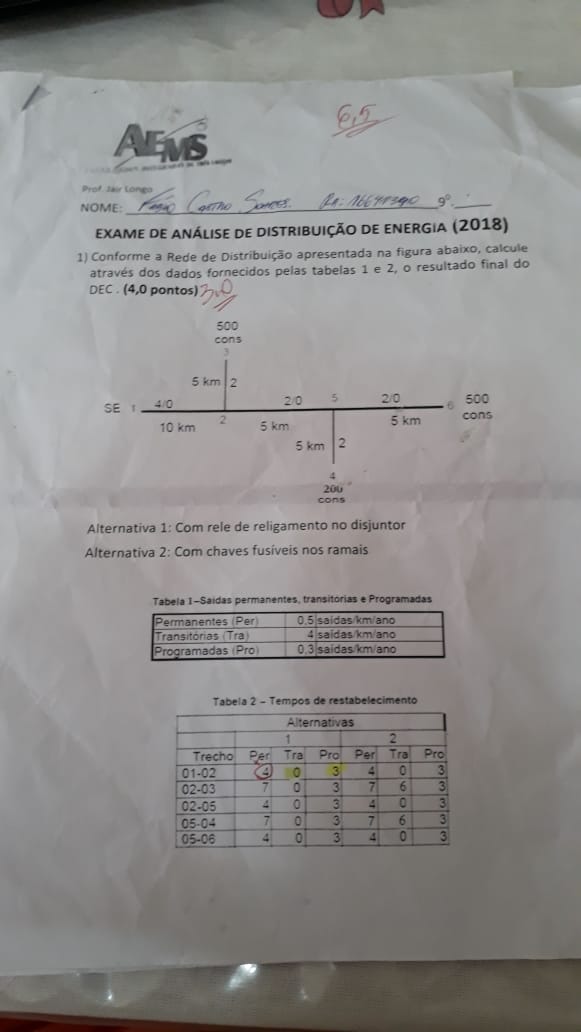 6,5
AEMS
Prof. Jair Longo
NOME: Castro Soares. 9º
EXAME DE ANÁLISE DE DISTRIBUIÇÃO DE ENERGIA (2018)
1) Conforme a Rede de Distribuição apresentada na figura abaixo, calcule
através dos dados fornecidos pelas tabelas 1 e 2, o resultado final do
DEC . (4,0 pontos) 3,0
500
cons
3
5 km 2
SE 1 4/0 2/0 5 2/0 6 500
10 km 2 5 km 5 km cons
5 km 2
4
200
cons
Alternativa 1: Com rele de religamento no disjuntor
Alternativa 2: Com chaves fusíveis nos ramais
Tabela 1–Saídas permanentes, transitórias e Programadas
Permanentes (Per) 0,5 saídas/km/ano
Transitórias (Tra) 4 saídas/km/ano
Programadas (Pro) 0,3 saídas/km/ano
Tabela 2 – Tempos de restabelecimento
Alternativas
1 2
Trecho Per Tra Pro Per Tra Pro
01-02 4 0 3 4 0 3
02-03 7 0 3 7 6 3
02-05 4 0 3 4 0 3
05-04 7 0 3 7 6 3
05-06 4 0 3 4 0 3